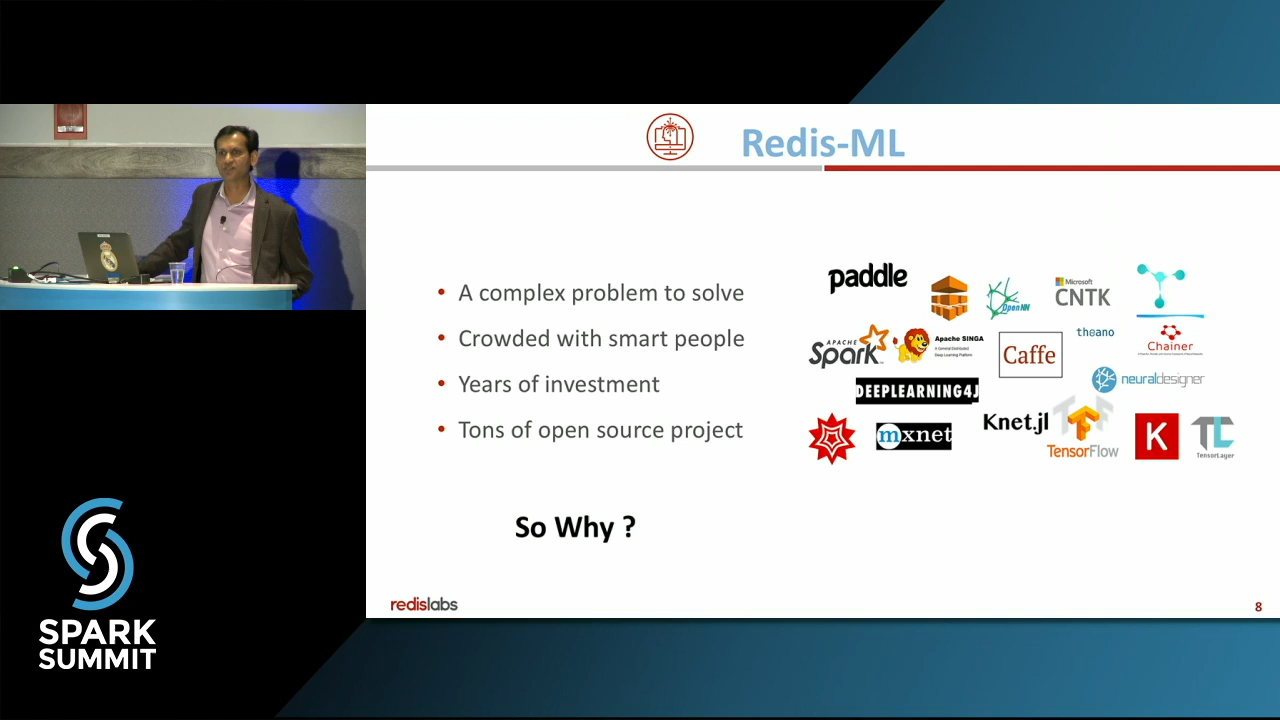 Redis-ML
• A complex problem to solve
• Crowded with smart people
• Years of investment
• Tons of open source project
So Why ?
paddle
OpenNN
Microsoft
CNTK
APACHE
Spark™
Apache SINGA
A General Distributed
Deep Learning Platform
Caffe
theano
Chainer
neuraldesigner
DEEPLEARNING4J
mxnet
Knet.jl
TensorFlow
K
TL
TensorLayer
redislabs
8
SPARK
SUMMIT